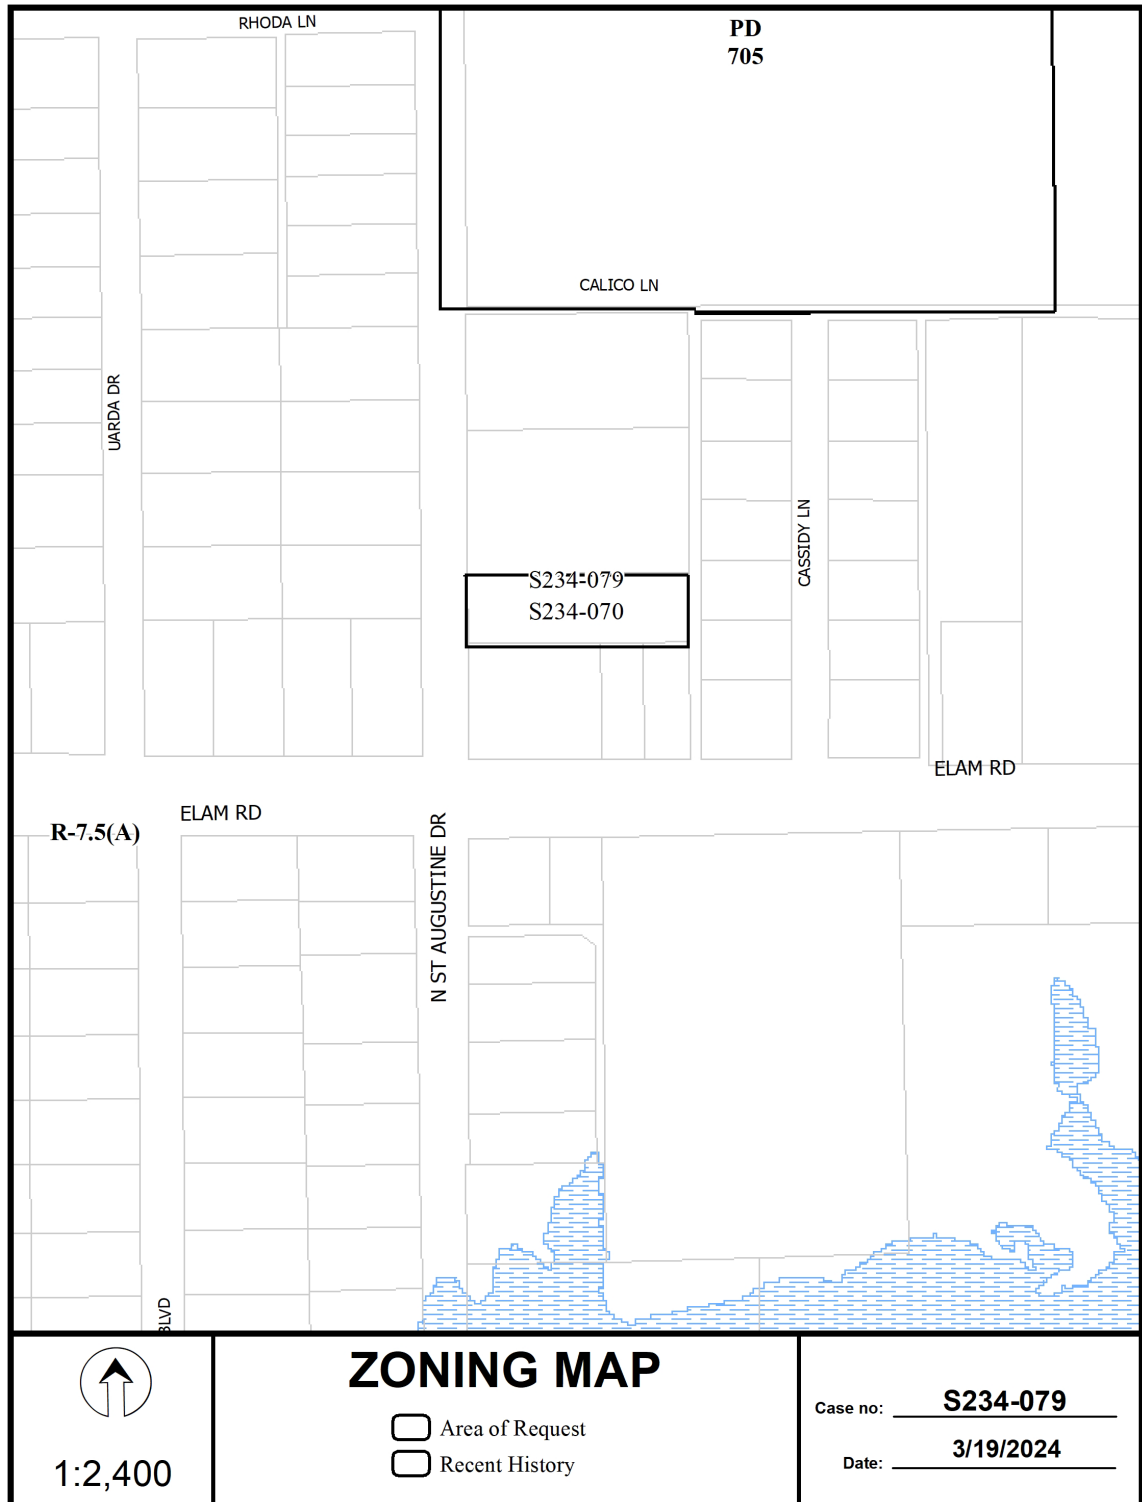 RHODA LN
PD
705
CALICO LN
UARDA DR
CASSIDY LN
S234-079
S234-070
ELAM RD
ELAM RD
R-7.5(A)
N ST AUGUSTINE DR
BLVD
1:2,400
ZONING MAP
Area of Request
Recent History
Case no: S234-079
Date: 3/19/2024